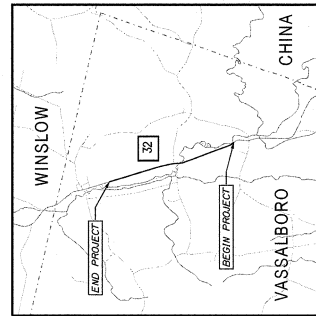 WINSLOW
CHINA
32
END PROJECT
BEGIN PROJECT
VASSALBORO